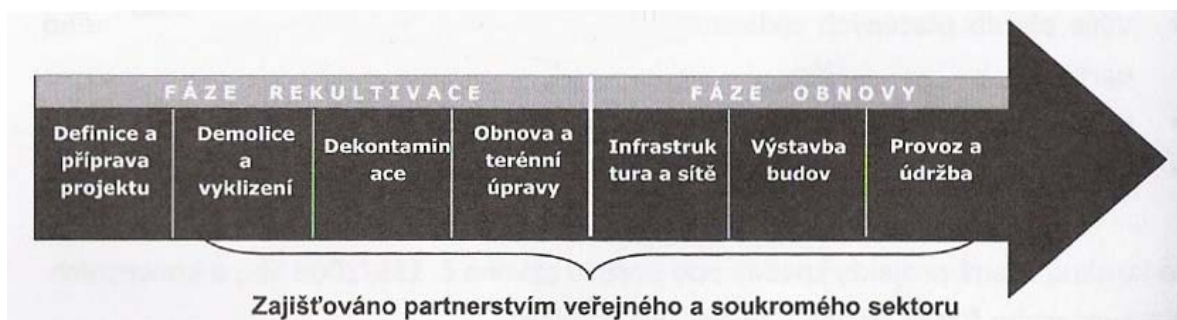 FÁZE REKULTIVACE
FÁZE OBNOVY
Definice a
příprava
projektu
Demolice
a
vyklizení
Dekontamin
ace
Obnova a
terénní
úpravy
Infrastruk
tura a sítě
Výstavba
budov
Provoz a
údržba
Zajišťováno partnerstvím veřejného a soukromého sektoru